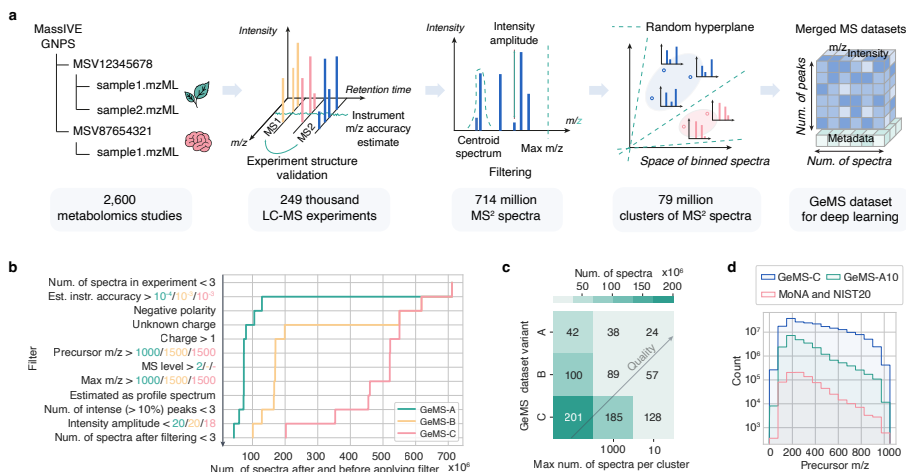 a
MassIVE
GNPS
MSV12345678
sample1.mzML
sample2.mzML
MSV87654321
sample1.mzML
2,600
metabolomics studies
Intensity
Retention time
m/z
MS1
MS2
Instrument
m/z accuracy
estimate
Experiment structure
validation
249 thousand
LC-MS experiments
Intensity
amplitude
m/z
Centroid
spectrum
Max m/z
Filtering
714 million
MS² spectra
Random hyperplane
Space of binned spectra
79 million
clusters of MS² spectra
Merged MS datasets
m/z
Intensity
Num. of peaks
Metadata
Num. of spectra
GeMS dataset
for deep learning
b
Filter
Num. of spectra in experiment < 3
Est. instr. accuracy > 10⁻⁴/10⁻²/10⁻³
Negative polarity
Unknown charge
Charge > 1
Precursor m/z > 1000/1500/1500
MS level > 2/-/-
Max m/z > 1000/1500/1500
Estimated as profile spectrum
Num. of intense (> 10%) peaks < 3
Intensity amplitude < 20/20/18
Num. of spectra after filtering < 3
GeMS-A
GeMS-B
GeMS-C
100 200 300 400 500 600 700
x10⁶
Num. of spectra after and before applying filter
c
Num. of spectra
x10⁶
50 100 150 200
GeMS dataset variant
A 42 38 24
B 100 89 57
C 201 185 128
Quality
1000 10
Max num. of spectra per cluster
d
GeMS-C GeMS-A10
MoNA and NIST20
Count
10⁷
10⁶
10⁵
10⁴
10³
0 200 400 600 800 1000
Precursor m/z